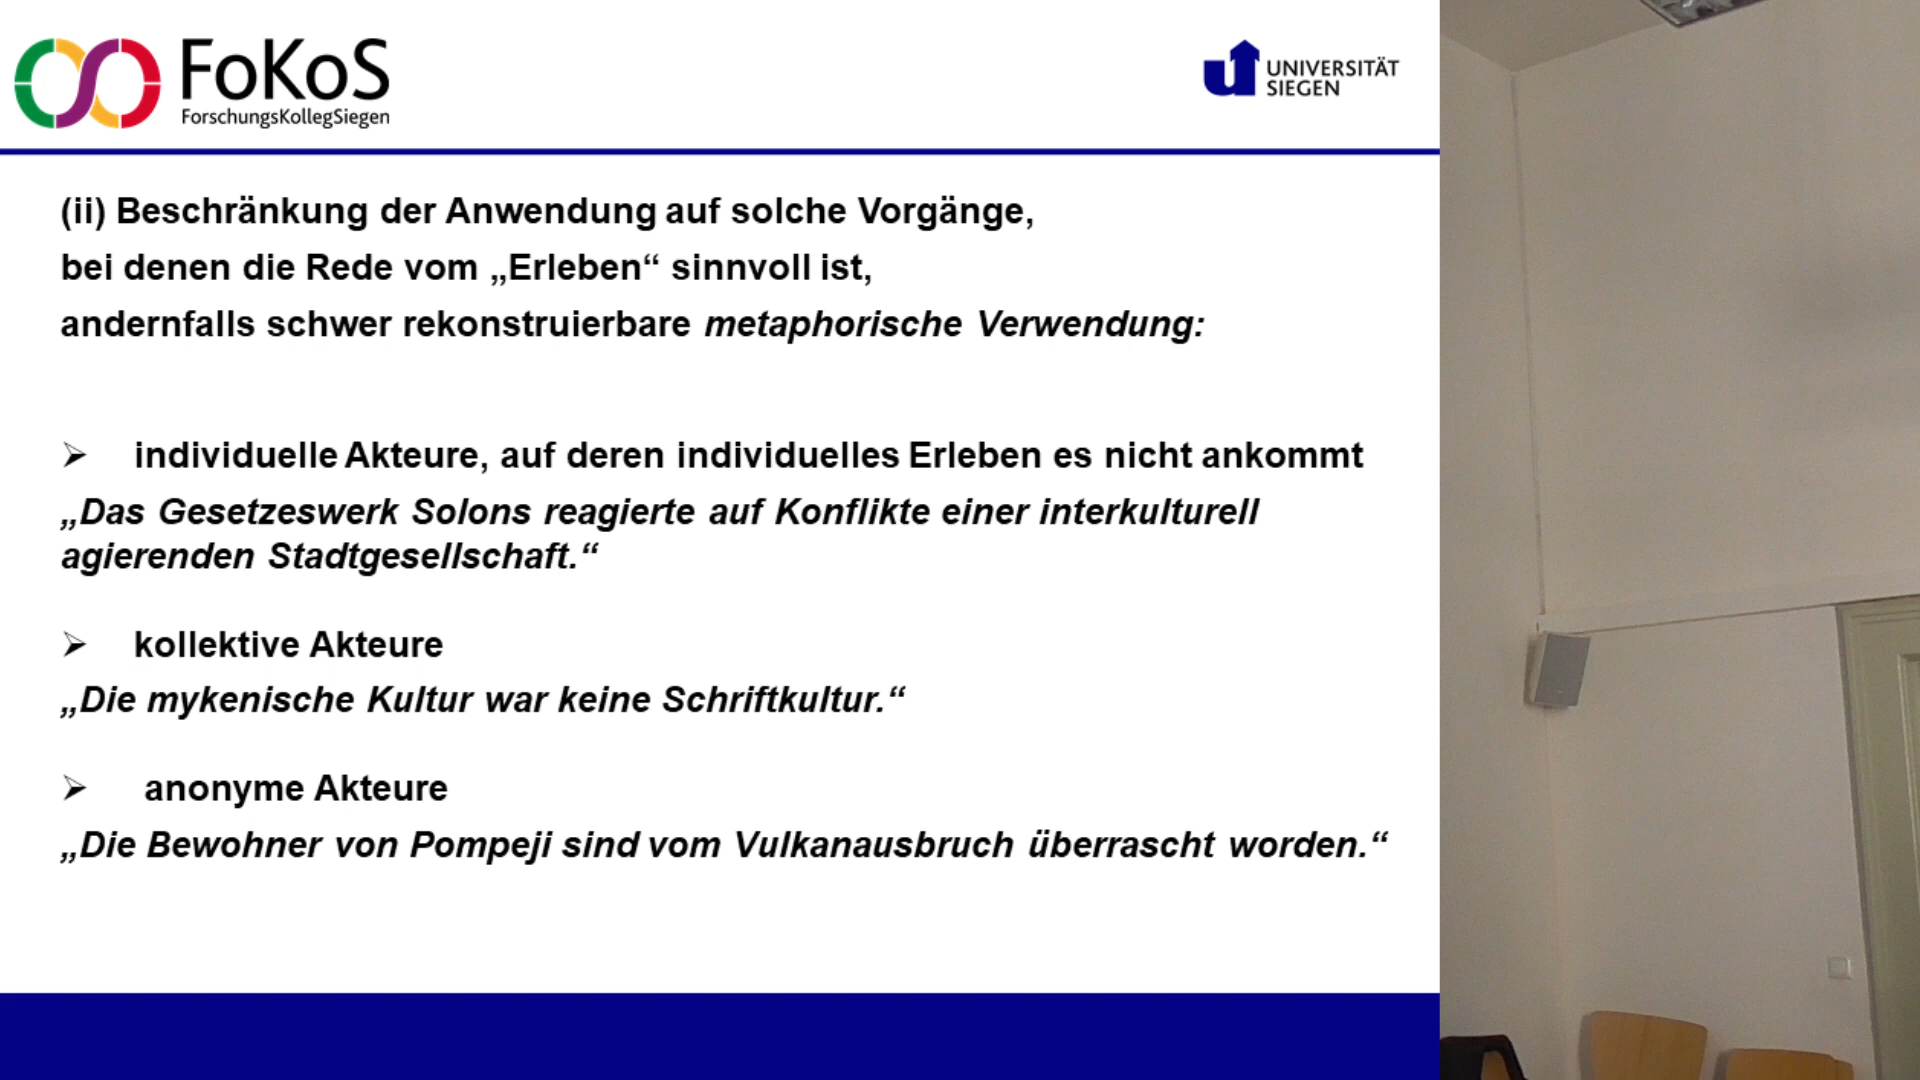 FoKoS
ForschungsKollegSiegen
UNIVERSITÄT
SIEGEN
(ii) Beschränkung der Anwendung auf solche Vorgänge,
bei denen die Rede vom „Erleben“ sinnvoll ist,
andernfalls schwer rekonstruierbare metaphorische Verwendung:
➢ individuelle Akteure, auf deren individuelles Erleben es nicht ankommt
„Das Gesetzeswerk Solons reagierte auf Konflikte einer interkulturell
agierenden Stadtgesellschaft.“
➢ kollektive Akteure
„Die mykenische Kultur war keine Schriftkultur.“
➢ anonyme Akteure
„Die Bewohner von Pompeji sind vom Vulkanausbruch überrascht worden.“